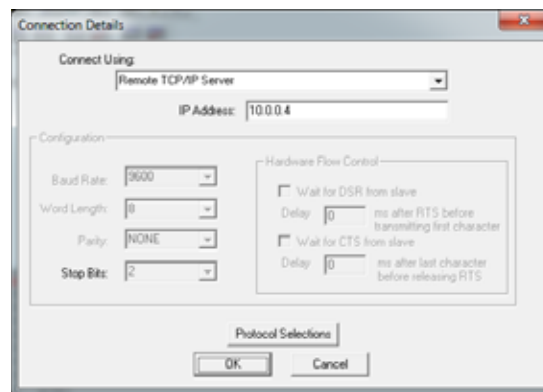 Connection Details
Connect Using:
Remote TCP/IP Server
IP Address: 10.0.0.4
Configuration
Baud Rate: 9600
Word Length: 8
Parity: NONE
Stop Bits: 2
Hardware Flow Control
Wait for DSR from slave
Delay 0 ms after RTS before transmitting first character
Wait for CTS from slave
Delay 0 ms after last character before releasing RTS
Protocol Selections
OK
Cancel